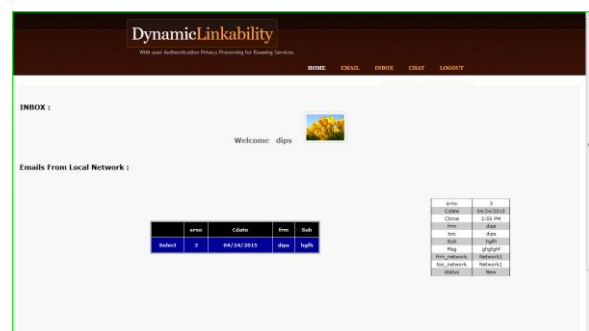 DynamicLinkability
With user Authentication Privacy Preserving for Roaming Services
HOME EMAIL INBOX CHAT LOGOUT
INBOX :
Welcome dips
Emails From Local Network :
srno Cdate frm Sub
Select 3 04/24/2015 dips hgfh
srno 3
Cdate 04/24/2015
Ctime 2:55 PM
frm dips
too dips
Sub hgfh
Msg ghgfghf
frm_network Network1
too_network Network1
status New